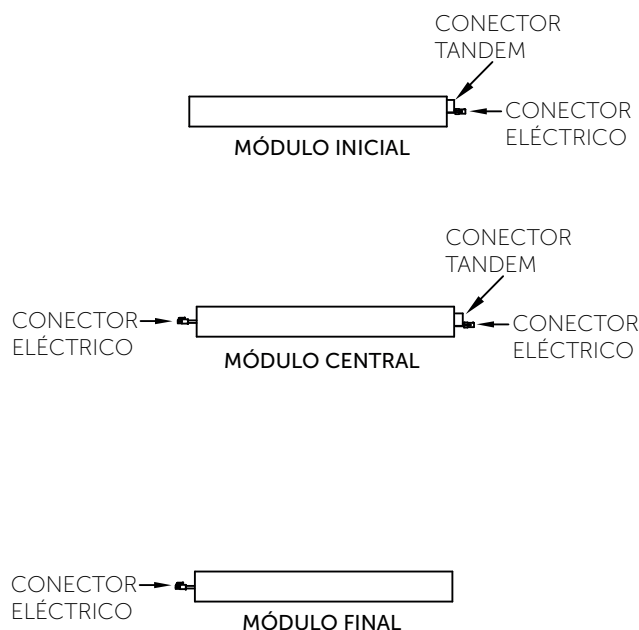 CONECTOR
TANDEM
CONECTOR
ELÉCTRICO
MÓDULO INICIAL
CONECTOR
TANDEM
CONECTOR
ELÉCTRICO
CONECTOR
ELÉCTRICO
MÓDULO CENTRAL
CONECTOR
ELÉCTRICO
MÓDULO FINAL